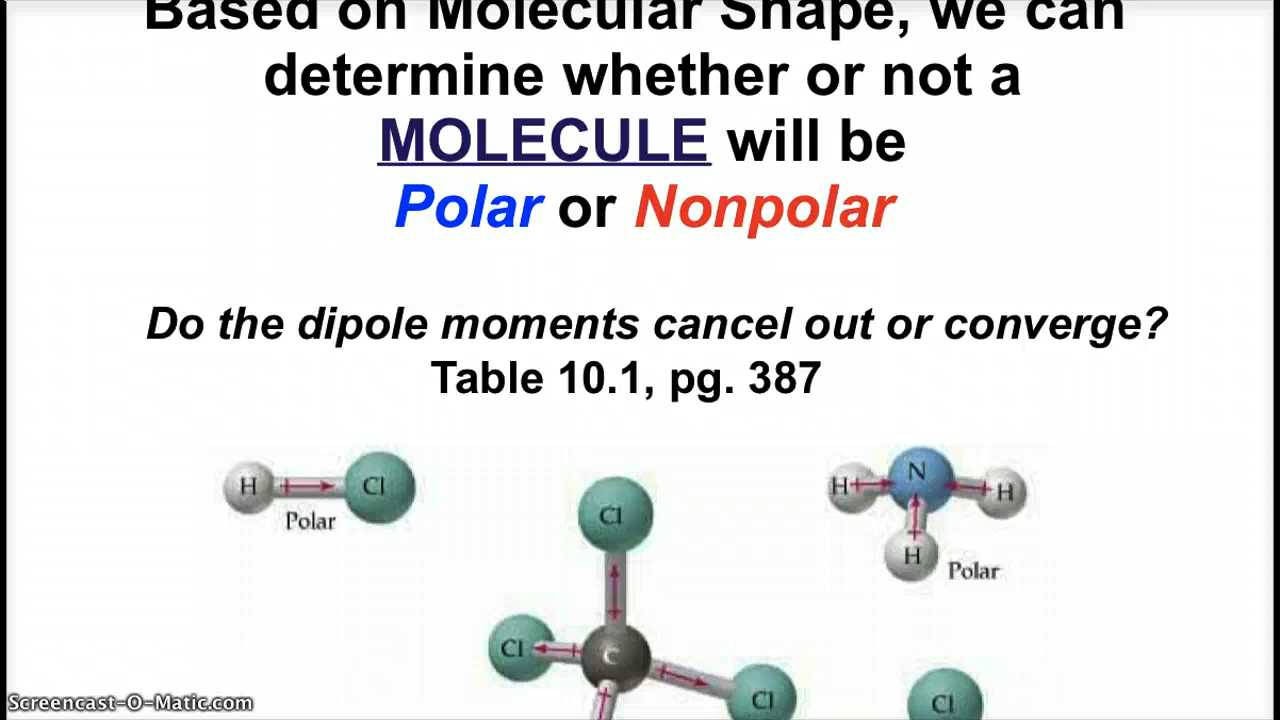 Based on Molecular Shape, we can
determine whether or not a
MOLECULE will be
Polar or Nonpolar
Do the dipole moments cancel out or converge?
Table 10.1, pg. 387
H Cl
Polar
Cl
H N H
H
Polar
Cl C
Cl
Cl
Screencast-O-Matic.com